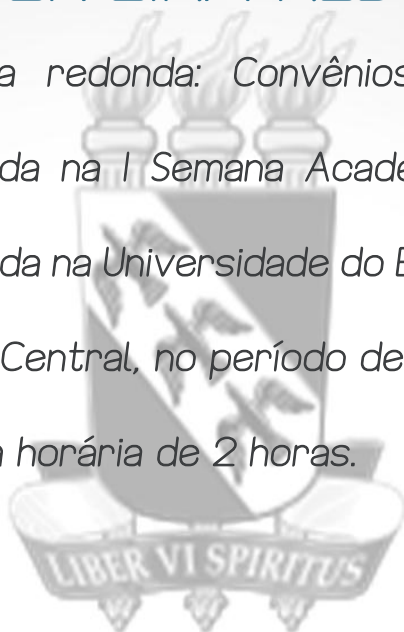 a redonda: Convênios
da na I Semana Acade
da na Universidade do E
Central, no período de
a horária de 2 horas.
LIBER VI SPIRITUS